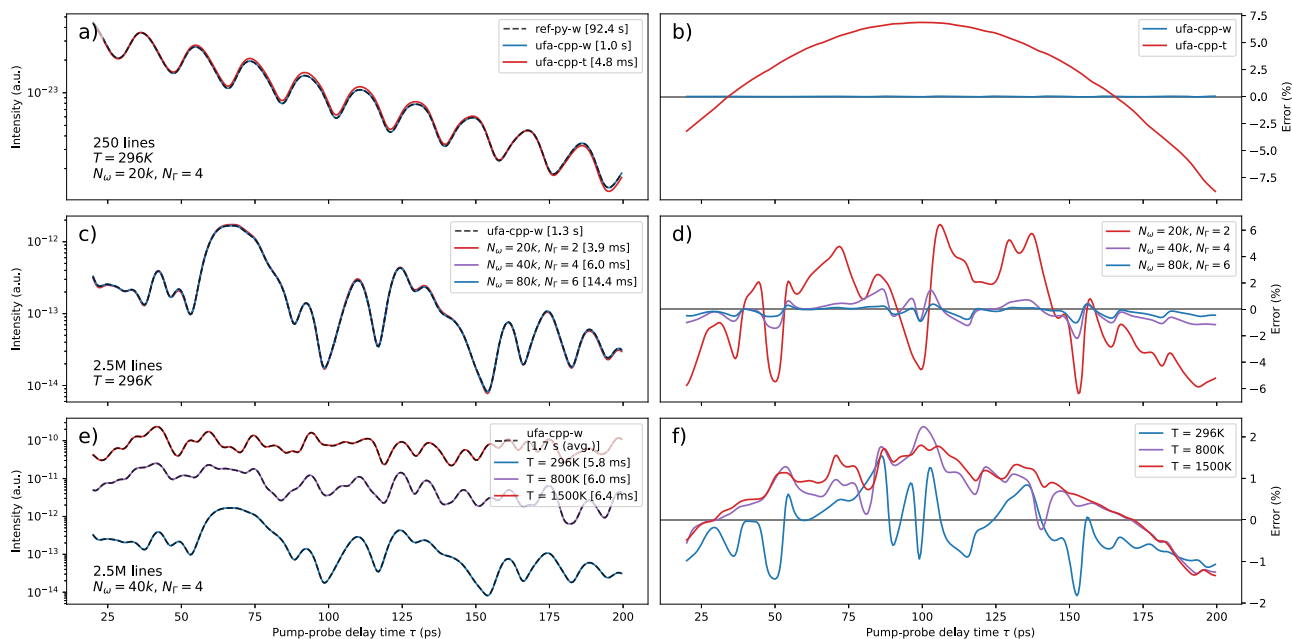 a)
Intensity (a.u.)
10⁻²³
ref-py-w [92.4 s]
ufa-cpp-w [1.0 s]
ufa-cpp-t [4.8 ms]
250 lines
T = 296K
N_ω = 20k, N_Γ = 4
b)
ufa-cpp-w
ufa-cpp-t
7.5
5.0
2.5
0.0
−2.5
−5.0
−7.5
Error (%)
c)
Intensity (a.u.)
10⁻¹²
10⁻¹³
10⁻¹⁴
ufa-cpp-w [1.3 s]
N_ω = 20k, N_Γ = 2 [3.9 ms]
N_ω = 40k, N_Γ = 4 [6.0 ms]
N_ω = 80k, N_Γ = 6 [14.4 ms]
2.5M lines
T = 296K
d)
N_ω = 20k, N_Γ = 2
N_ω = 40k, N_Γ = 4
N_ω = 80k, N_Γ = 6
6
4
2
0
−2
−4
−6
Error (%)
e)
Intensity (a.u.)
10⁻¹⁰
10⁻¹¹
10⁻¹²
10⁻¹³
10⁻¹⁴
ufa-cpp-w
[1.7 s (avg.)]
T = 296K [5.8 ms]
T = 800K [6.0 ms]
T = 1500K [6.4 ms]
2.5M lines
N_ω = 40k, N_Γ = 4
25 50 75 100 125 150 175 200
Pump-probe delay time τ (ps)
f)
T = 296K
T = 800K
T = 1500K
2
1
0
−1
−2
Error (%)
25 50 75 100 125 150 175 200
Pump-probe delay time τ (ps)